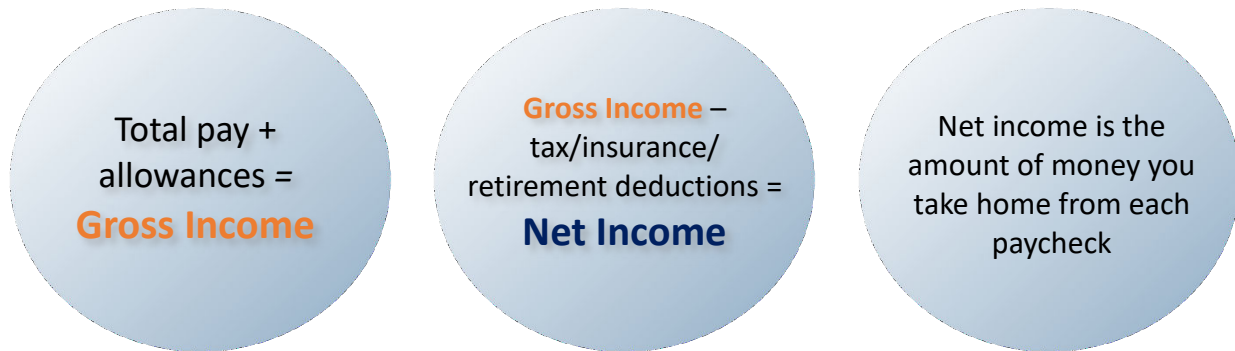 Total pay +
allowances =
Gross Income
Gross Income –
tax/insurance/
retirement deductions =
Net Income
Net income is the
amount of money you
take home from each
paycheck